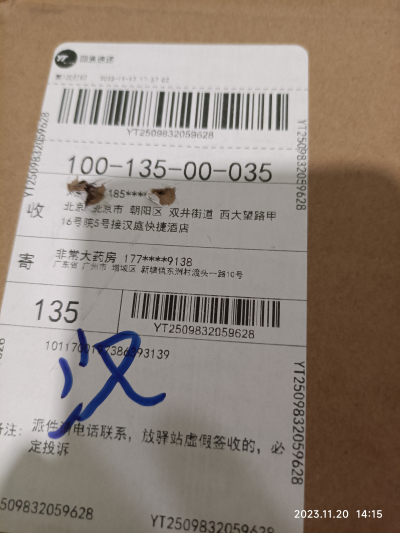 圆通速递
YT2509832059628
100-135-00-035
185****
收
北京 北京市 朝阳区 双井街道 西大望路甲
16号院5号接汉庭快捷酒店
寄
非常大药房 177****9138
广东省 广州市 增城区 新塘镇东洲村流头一路10号
135
YT2509832059628
汉
派件 电话联系, 放驿站虚假签收的, 必
定投诉
YT2509832059628
YT2509832059628
YT2509832059628
YT2509832059628
2023.11.20 14:15